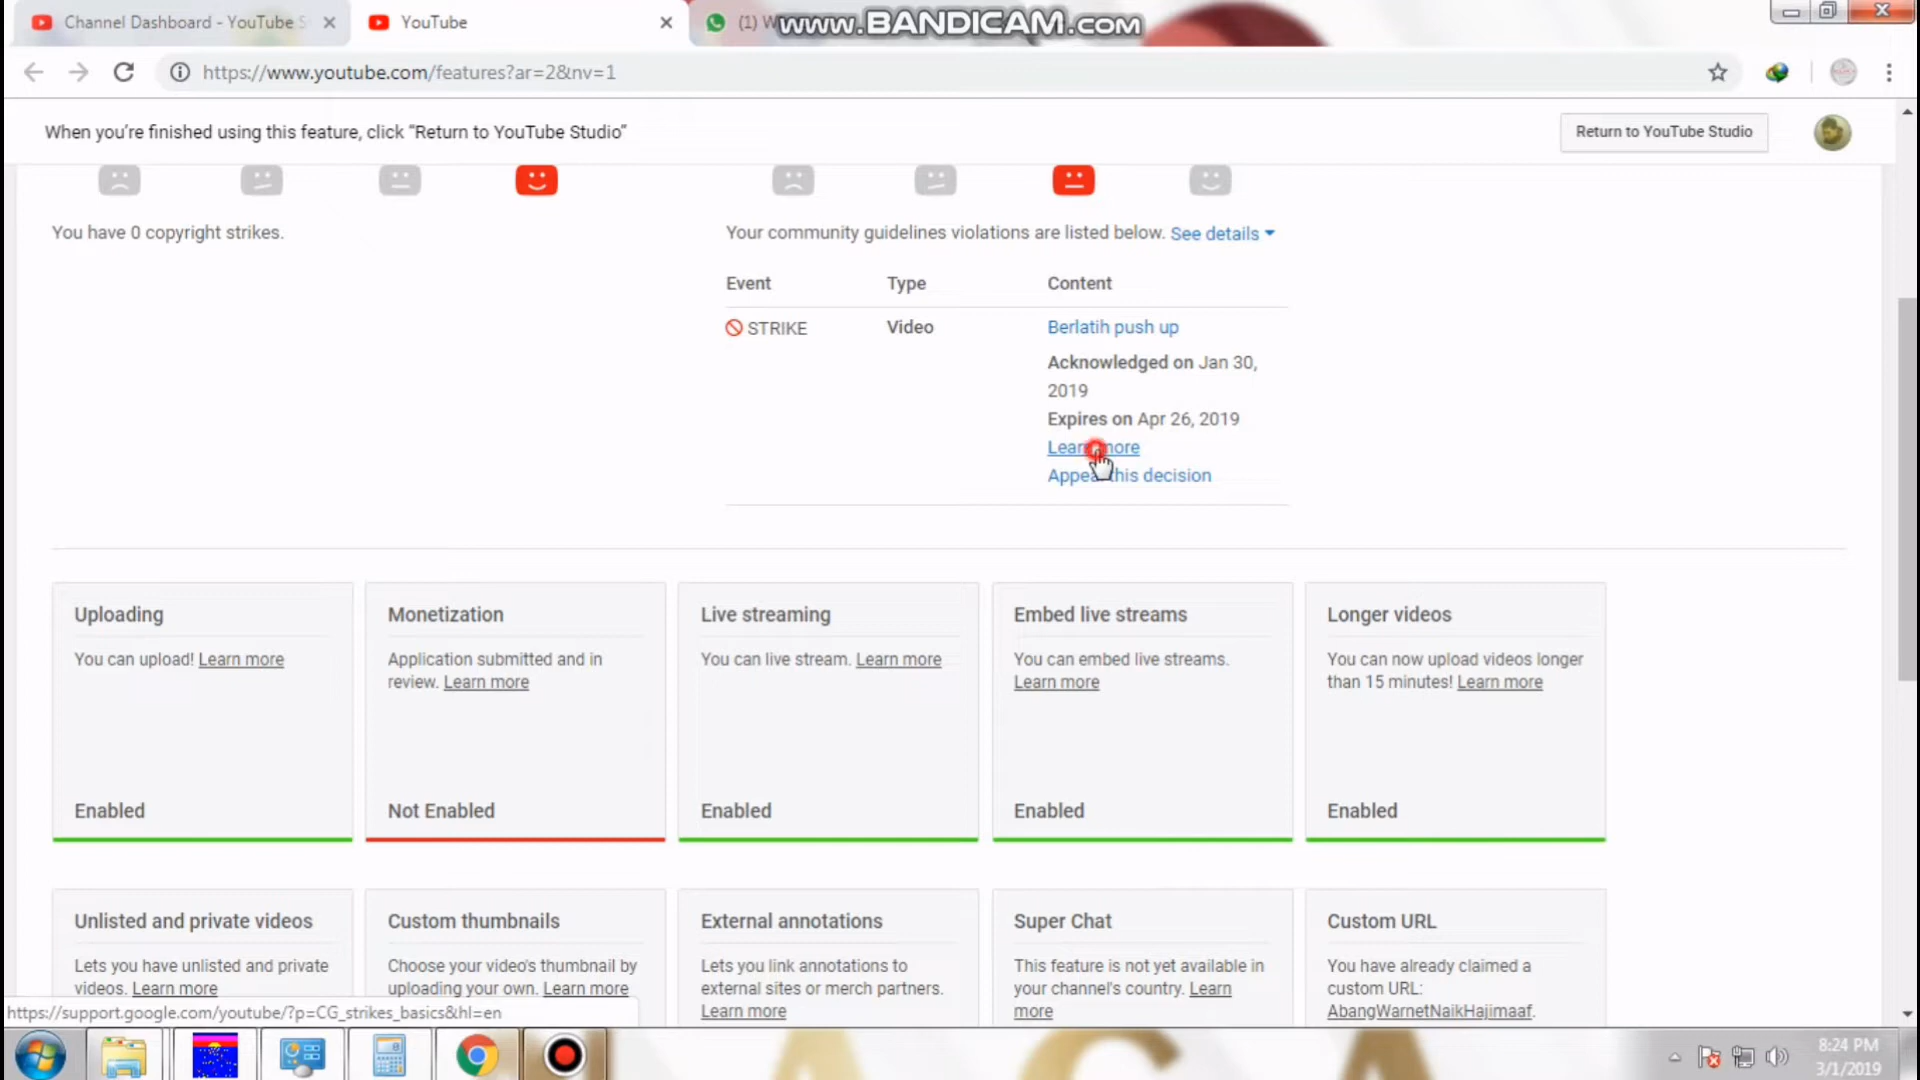 Channel Dashboard - YouTube S
YouTube
(1) W
www.BANDICAM.com
https://www.youtube.com/features?ar=2&nv=1
When you're finished using this feature, click “Return to YouTube Studio”
Return to YouTube Studio
You have 0 copyright strikes.
Your community guidelines violations are listed below. See details
Event Type Content
STRIKE Video Berlatih push up
Acknowledged on Jan 30,
2019
Expires on Apr 26, 2019
Learn more
Appeal this decision
Uploading
You can upload! Learn more
Enabled
Monetization
Application submitted and in
review. Learn more
Not Enabled
Live streaming
You can live stream. Learn more
Enabled
Embed live streams
You can embed live streams.
Learn more
Enabled
Longer videos
You can now upload videos longer
than 15 minutes! Learn more
Enabled
Unlisted and private videos
Lets you have unlisted and private
videos. Learn more
Custom thumbnails
Choose your video's thumbnail by
uploading your own. Learn more
External annotations
Lets you link annotations to
external sites or merch partners.
Learn more
Super Chat
This feature is not yet available in
your channel's country. Learn
more
Custom URL
You have already claimed a
custom URL:
AbangWarnetNaikHajimaaf.
https://support.google.com/youtube/?p=CG_strikes_basics&hl=en
8:24 PM
3/1/2019